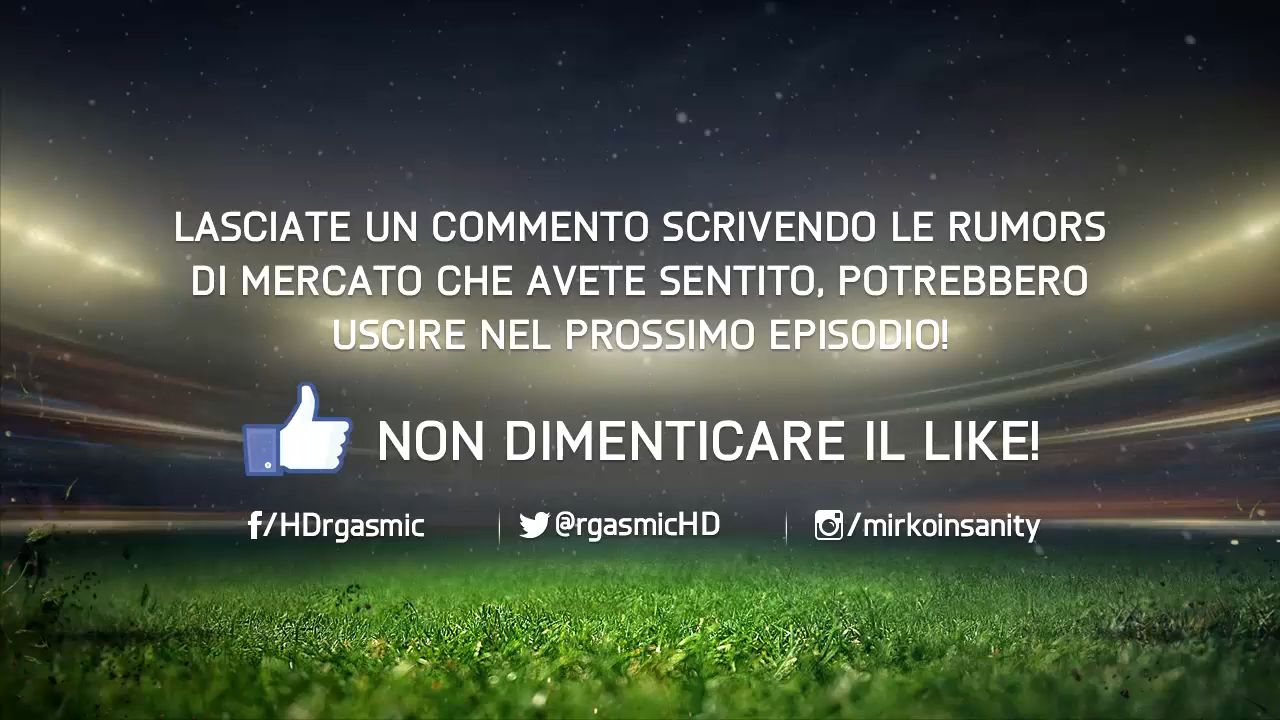 LASCIATE UN COMMENTO SCRIVENDO LE RUMORS
DI MERCATO CHE AVETE SENTITO, POTREBBERO
USCIRE NEL PROSSIMO EPISODIO!
NON DIMENTICARE IL LIKE!
f/HDrgasmic @rgasmicHD /mirkoinsanity